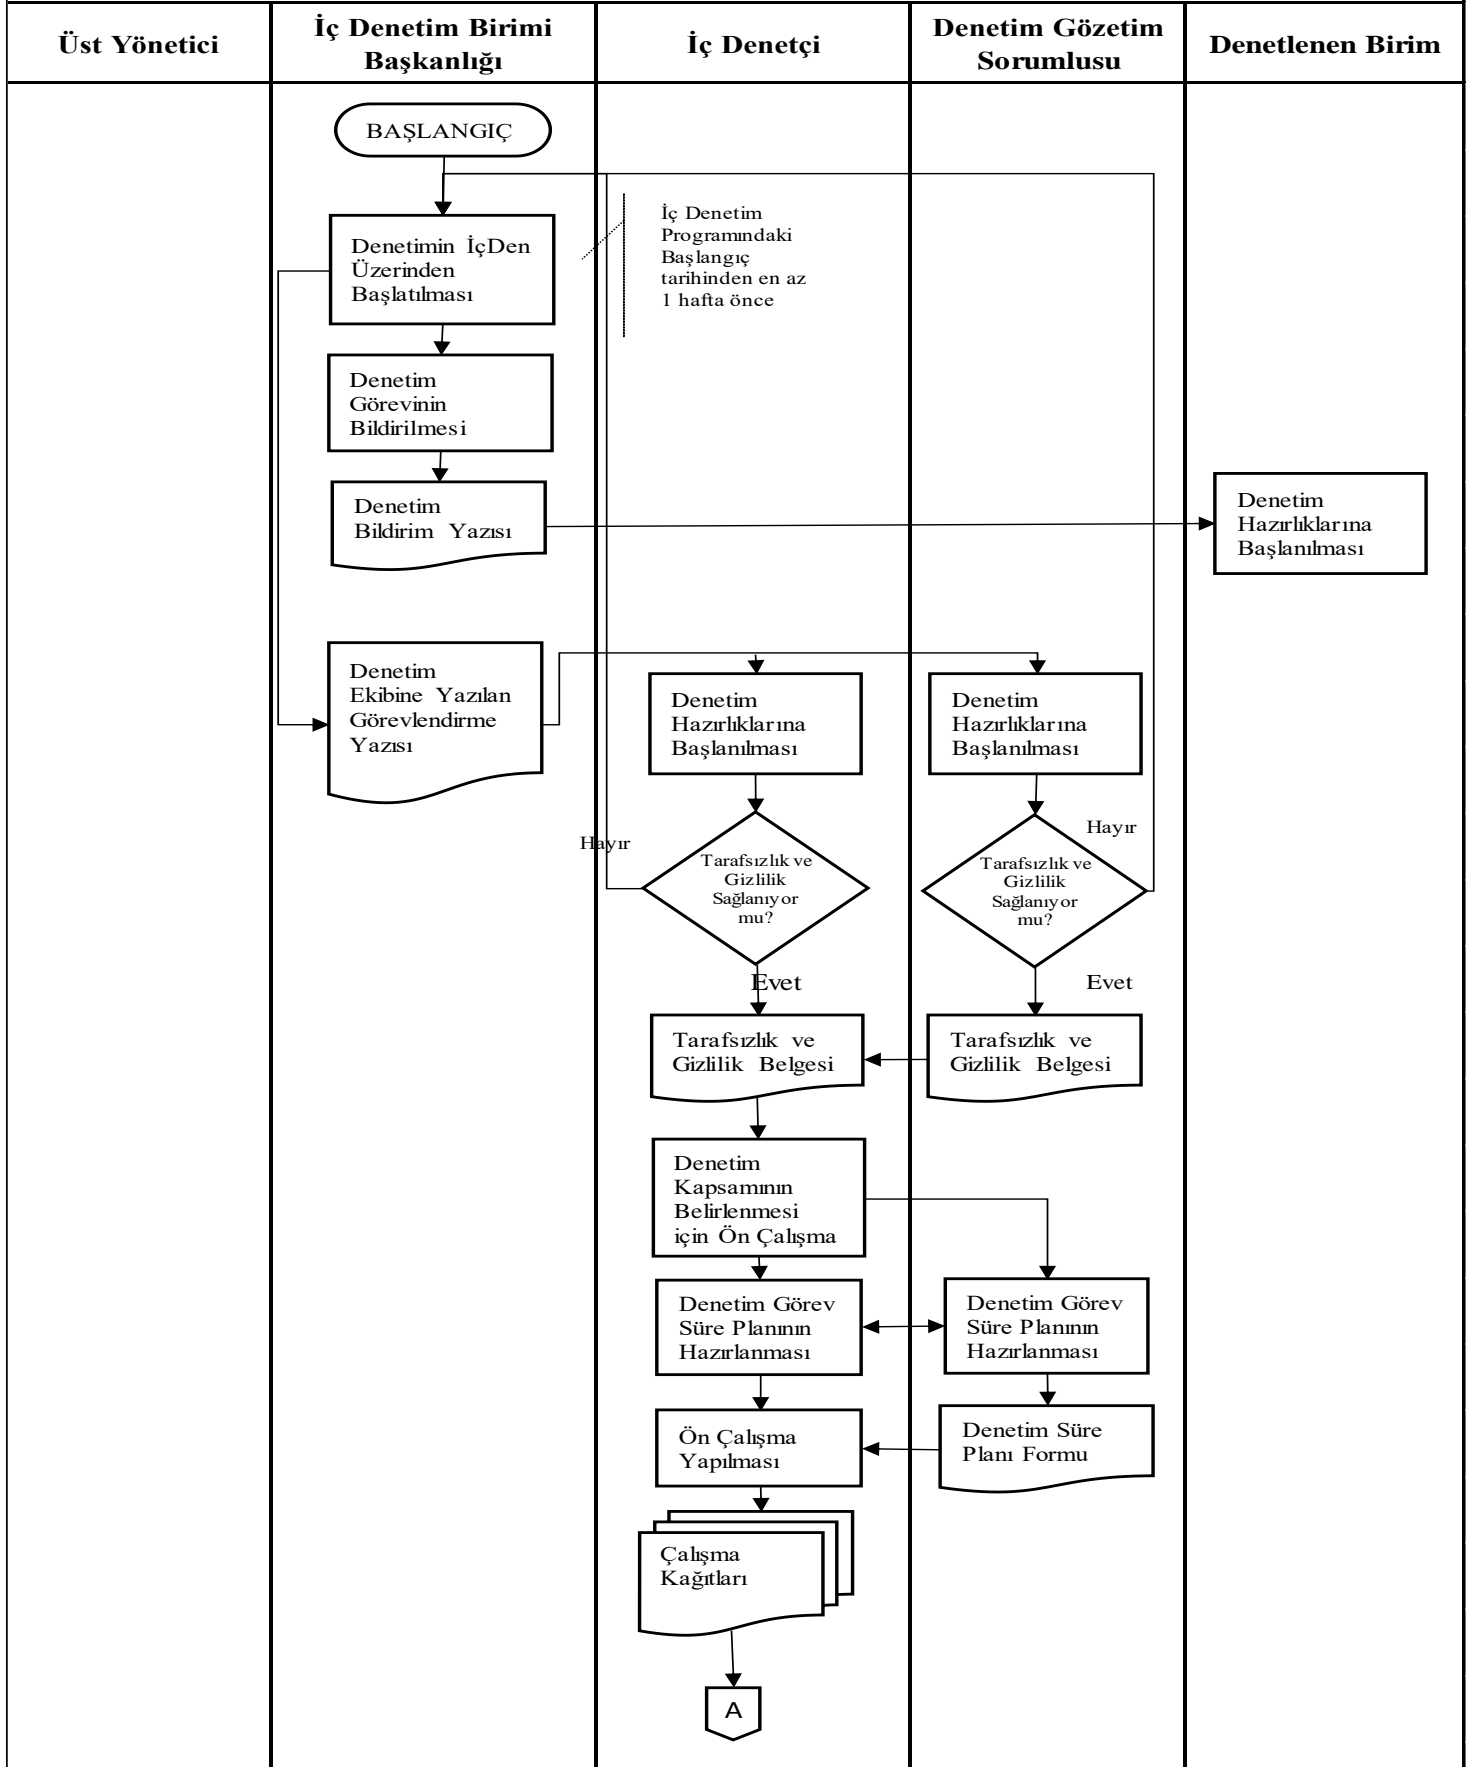 Üst Yönetici
İç Denetim Birimi
Başkanlığı
İç Denetçi
Denetim Gözetim
Sorumlusu
Denetlenen Birim
BAŞLANGIÇ
Denetimin İçDen
Üzerinden
Başlatılması
İç Denetim
Programındaki
Başlangıç
tarihinden en az
1 hafta önce
Denetim
Görevinin
Bildirilmesi
Denetim
Bildirim Yazısı
Denetim
Hazırlıklarına
Başlanılması
Denetim
Ekibine Yazılan
Görevlendirme
Yazısı
Denetim
Hazırlıklarına
Başlanılması
Denetim
Hazırlıklarına
Başlanılması
Hayır
Tarafsızlık ve
Gizlilik
Sağlanıyor
mu?
Hayır
Tarafsızlık ve
Gizlilik
Sağlanıyor
mu?
Evet
Evet
Tarafsızlık ve
Gizlilik Belgesi
Tarafsızlık ve
Gizlilik Belgesi
Denetim
Kapsamının
Belirlenmesi
için Ön Çalışma
Denetim Görev
Süre Planının
Hazırlanması
Denetim Görev
Süre Planının
Hazırlanması
Ön Çalışma
Yapılması
Denetim Süre
Planı Formu
Çalışma
Kağıtları
A